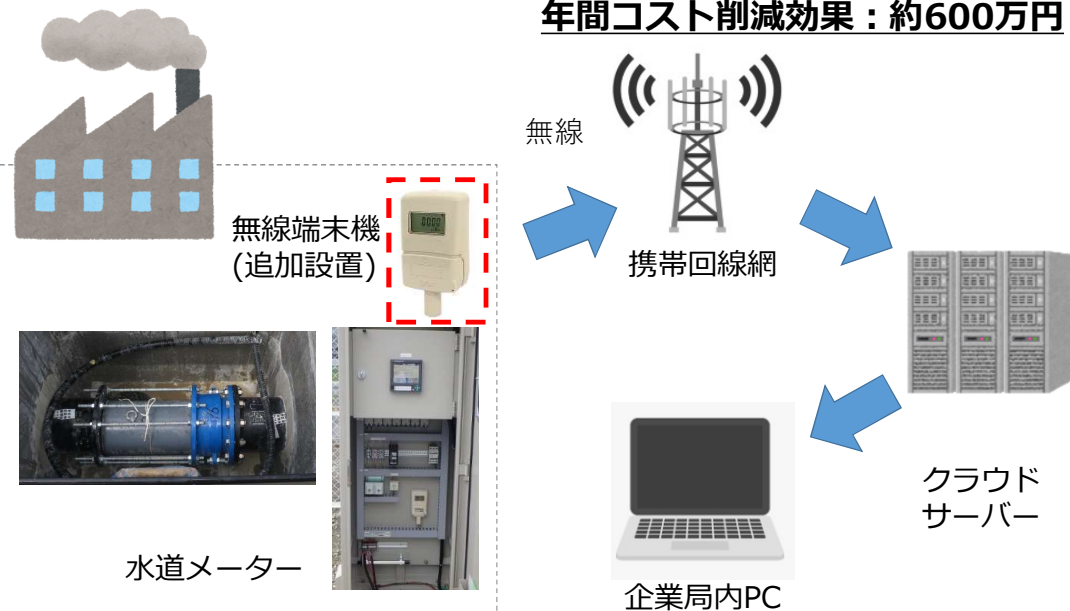 年間コスト削減効果：約600万円
無線
無線端末機
(追加設置)
0000
携帯回線網
水道メーター
クラウド
サーバー
企業局内PC